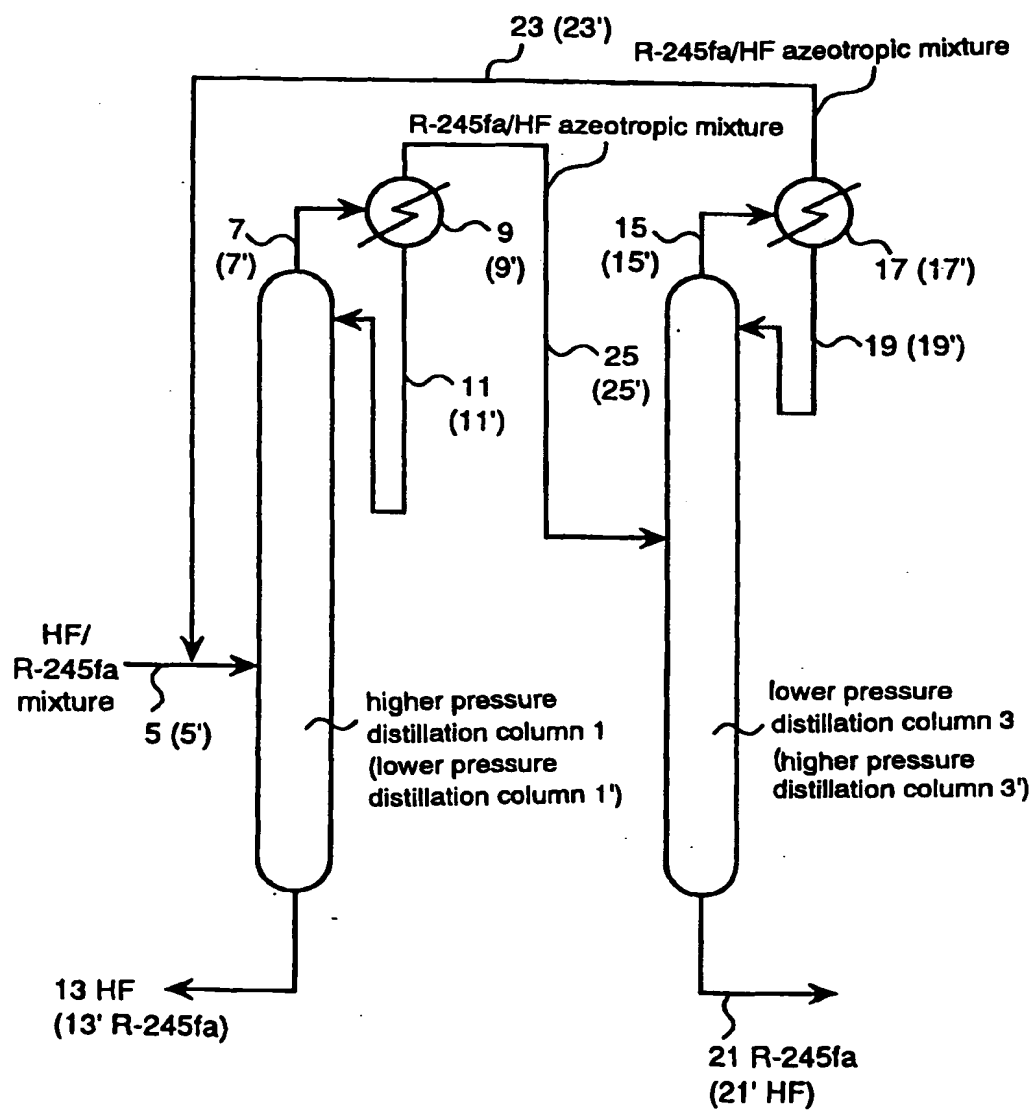 23 (23')
R-245fa/HF azeotropic mixture
R-245fa/HF azeotropic mixture
7
(7')
9
(9')
15
(15')
17 (17')
11
(11')
25
(25')
19 (19')
HF/
R-245fa
mixture
5 (5')
higher pressure
distillation column 1
(lower pressure
distillation column 1')
lower pressure
distillation column 3
(higher pressure
distillation column 3')
13 HF
(13' R-245fa)
21 R-245fa
(21' HF)